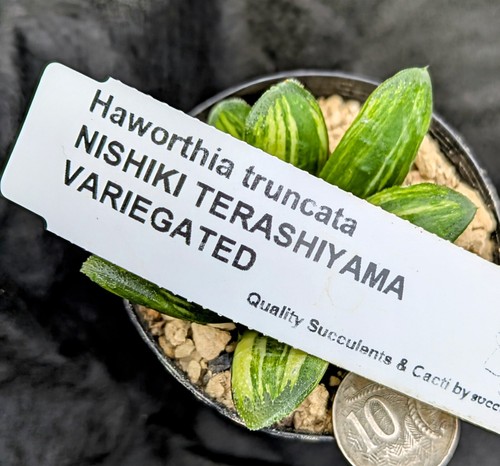 Haworthia truncata
NISHIKI TERASHIYAMA
VARIEGATED
Quality Succulents & Cacti by succ
10